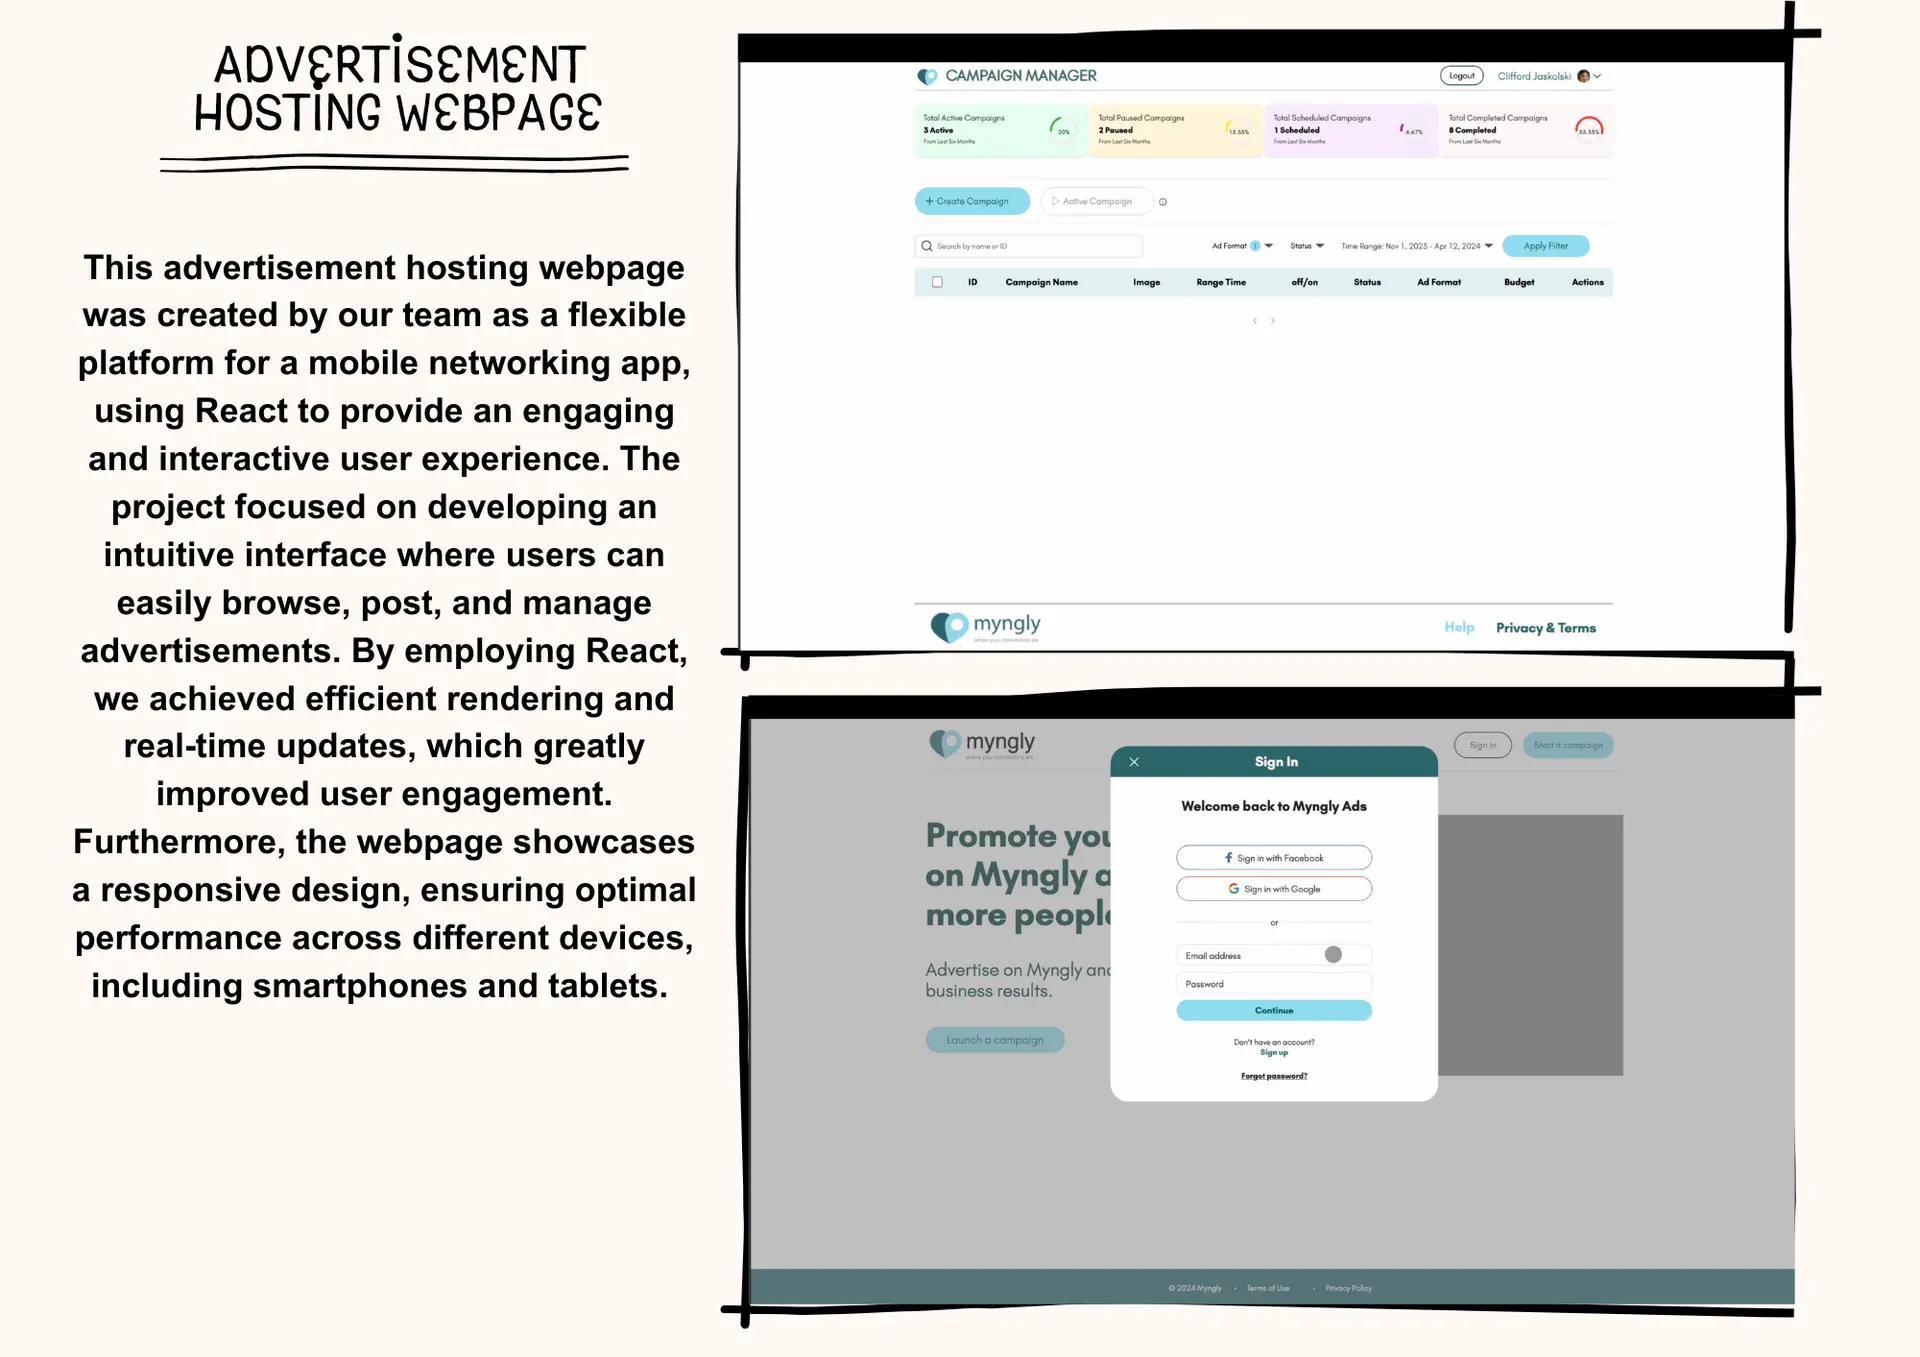 ADVERTISEMENT
HOSTING WEBPAGE
This advertisement hosting webpage
was created by our team as a flexible
platform for a mobile networking app,
using React to provide an engaging
and interactive user experience. The
project focused on developing an
intuitive interface where users can
easily browse, post, and manage
advertisements. By employing React,
we achieved efficient rendering and
real-time updates, which greatly
improved user engagement.
Furthermore, the webpage showcases
a responsive design, ensuring optimal
performance across different devices,
including smartphones and tablets.
CAMPAIGN MANAGER
Logout
Clifford Jaskolski
Total Active Campaigns
3 Active
From Last Six Months
20%
Total Paused Campaigns
2 Paused
From Last Six Months
13.33%
Total Scheduled Campaigns
1 Scheduled
From Last Six Months
6.67%
Total Completed Campaigns
8 Completed
From Last Six Months
53.33%
+ Create Campaign
Active Campaign
Search by name or ID
Ad Format 1
Status
Time Range: Nov 1, 2023 - Apr 12, 2024
Apply Filter
ID Campaign Name Image Range Time off/on Status Ad Format Budget Actions
myngly
where your connections are
Help
Privacy & Terms
myngly
where your connections are
Sign in
Start a campaign
Promote you
on Myngly a
more people
Advertise on Myngly and
business results.
Launch a campaign
Sign In
Welcome back to Myngly Ads
Sign in with Facebook
Sign in with Google
or
Email address
Password
Continue
Don't have an account?
Sign up
Forgot password?
© 2024 Myngly • Terms of Use • Privacy Policy